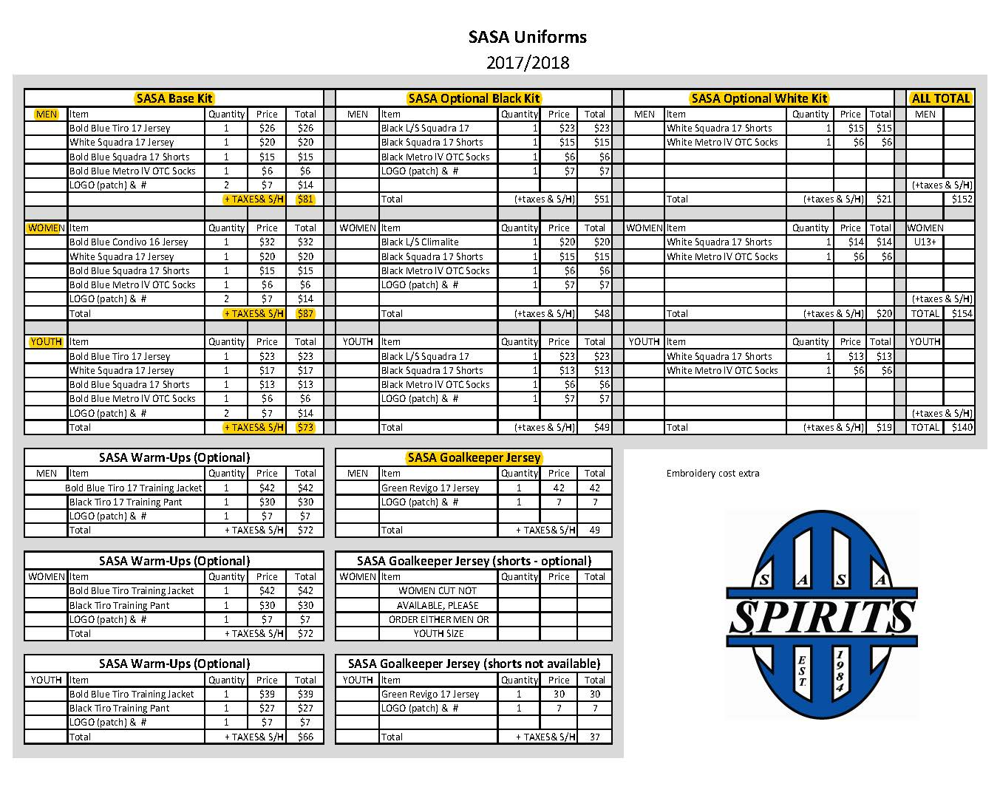 SASA Uniforms
2017/2018
SASA Base Kit SASA Optional Black Kit SASA Optional White Kit ALL TOTAL
MEN Item Quantity Price Total MEN Item Quantity Price Total MEN Item Quantity Price Total MEN
Bold Blue Tiro 17 Jersey 1 $26 $26 Black L/S Squadra 17 1 $23 $23 White Squadra 17 Shorts 1 $15 $15
White Squadra 17 Jersey 1 $20 $20 Black Squadra 17 Shorts 1 $15 $15 White Metro IV OTC Socks 1 $6 $6
Bold Blue Squadra 17 Shorts 1 $15 $15 Black Metro IV OTC Socks 1 $6 $6
Bold Blue Metro IV OTC Socks 1 $6 $6 LOGO (patch) & # 1 $7 $7
LOGO (patch) & # 2 $7 $14 (+taxes & S/H)
+ TAXES& S/H $81 Total (+taxes & S/H) $51 Total (+taxes & S/H) $21 $152
WOMEN Item Quantity Price Total WOMEN Item Quantity Price Total WOMEN Item Quantity Price Total WOMEN
Bold Blue Condivo 16 Jersey 1 $32 $32 Black L/S Climalite 1 $20 $20 White Squadra 17 Shorts 1 $14 $14 U13+
White Squadra 17 Jersey 1 $20 $20 Black Squadra 17 Shorts 1 $15 $15 White Metro IV OTC Socks 1 $6 $6
Bold Blue Squadra 17 Shorts 1 $15 $15 Black Metro IV OTC Socks 1 $6 $6
Bold Blue Metro IV OTC Socks 1 $6 $6 LOGO (patch) & # 1 $7 $7
LOGO (patch) & # 2 $7 $14 (+taxes & S/H)
Total + TAXES& S/H $87 Total (+taxes & S/H) $48 Total (+taxes & S/H) $20 TOTAL $154
YOUTH Item Quantity Price Total YOUTH Item Quantity Price Total YOUTH Item Quantity Price Total YOUTH
Bold Blue Tiro 17 Jersey 1 $23 $23 Black L/S Squadra 17 1 $23 $23 White Squadra 17 Shorts 1 $13 $13
White Squadra 17 Jersey 1 $17 $17 Black Squadra 17 Shorts 1 $13 $13 White Metro IV OTC Socks 1 $6 $6
Bold Blue Squadra 17 Shorts 1 $13 $13 Black Metro IV OTC Socks 1 $6 $6
Bold Blue Metro IV OTC Socks 1 $6 $6 LOGO (patch) & # 1 $7 $7
LOGO (patch) & # 2 $7 $14 (+taxes & S/H)
Total + TAXES& S/H $73 Total (+taxes & S/H) $49 Total (+taxes & S/H) $19 TOTAL $140
SASA Warm-Ups (Optional) SASA Goalkeeper Jersey
MEN Item Quantity Price Total MEN Item Quantity Price Total Embroidery cost extra
Bold Blue Tiro 17 Training Jacket 1 $42 $42 Green Revigo 17 Jersey 1 42 42
Black Tiro 17 Training Pant 1 $30 $30 LOGO (patch) & # 1 7 7
LOGO (patch) & # 1 $7 $7
Total + TAXES& S/H $72 Total + TAXES& S/H 49
SASA Warm-Ups (Optional) SASA Goalkeeper Jersey (shorts - optional)
WOMEN Item Quantity Price Total WOMEN Item Quantity Price Total
Bold Blue Tiro Training Jacket 1 $42 $42 WOMEN CUT NOT
Black Tiro Training Pant 1 $30 $30 AVAILABLE, PLEASE
LOGO (patch) & # 1 $7 $7 ORDER EITHER MEN OR
Total + TAXES& S/H $72 YOUTH SIZE
SASA Warm-Ups (Optional) SASA Goalkeeper Jersey (shorts not available)
YOUTH Item Quantity Price Total YOUTH Item Quantity Price Total
Bold Blue Tiro Training Jacket 1 $39 $39 Green Revigo 17 Jersey 1 30 30
Black Tiro Training Pant 1 $27 $27 LOGO (patch) & # 1 7 7
LOGO (patch) & # 1 $7 $7
Total + TAXES& S/H $66 Total + TAXES& S/H 37
S A S A
SPIRITS
EST.
1984